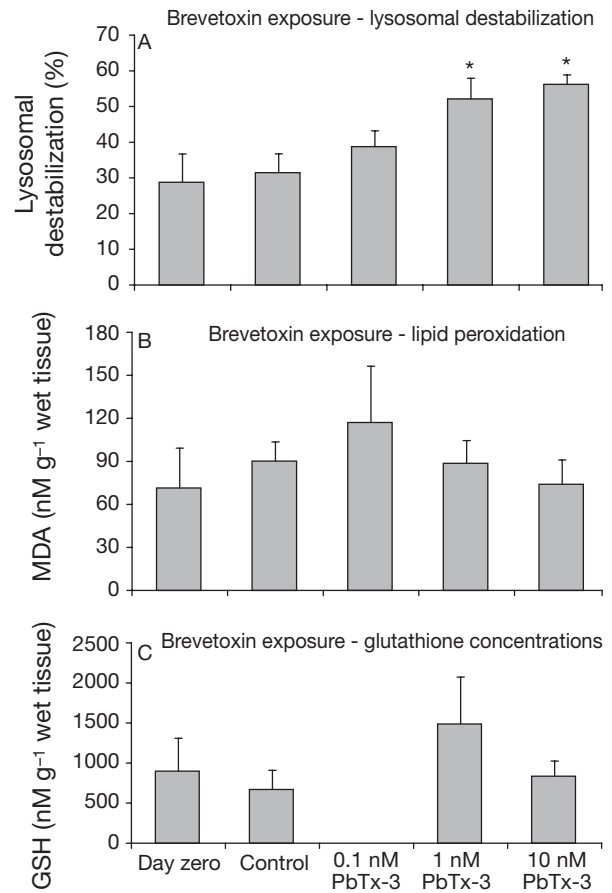 Brevetoxin exposure - lysosomal destabilization
A
Lysosomal
destabilization (%)
70
60
50
40
30
20
10
0
*
*
Brevetoxin exposure - lipid peroxidation
B
MDA (nM g⁻¹ wet tissue)
180
150
120
90
60
30
0
Brevetoxin exposure - glutathione concentrations
C
GSH (nM g⁻¹ wet tissue)
2500
2000
1500
1000
500
0
Day zero
Control
0.1 nM
PbTx-3
1 nM
PbTx-3
10 nM
PbTx-3